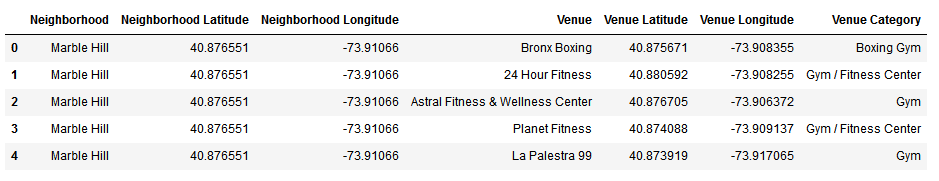 Neighborhood Neighborhood Latitude Neighborhood Longitude Venue Venue Latitude Venue Longitude Venue Category
0 Marble Hill 40.876551 -73.91066 Bronx Boxing 40.875671 -73.908355 Boxing Gym
1 Marble Hill 40.876551 -73.91066 24 Hour Fitness 40.880592 -73.908255 Gym / Fitness Center
2 Marble Hill 40.876551 -73.91066 Astral Fitness & Wellness Center 40.876705 -73.906372 Gym
3 Marble Hill 40.876551 -73.91066 Planet Fitness 40.874088 -73.909137 Gym / Fitness Center
4 Marble Hill 40.876551 -73.91066 La Palestra 99 40.873919 -73.917065 Gym